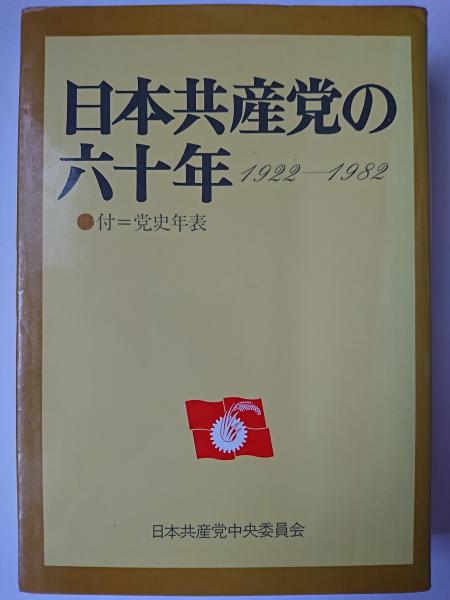 日本共産党の
六十年 1922—1982
●付=党史年表
日本共産党中央委員会